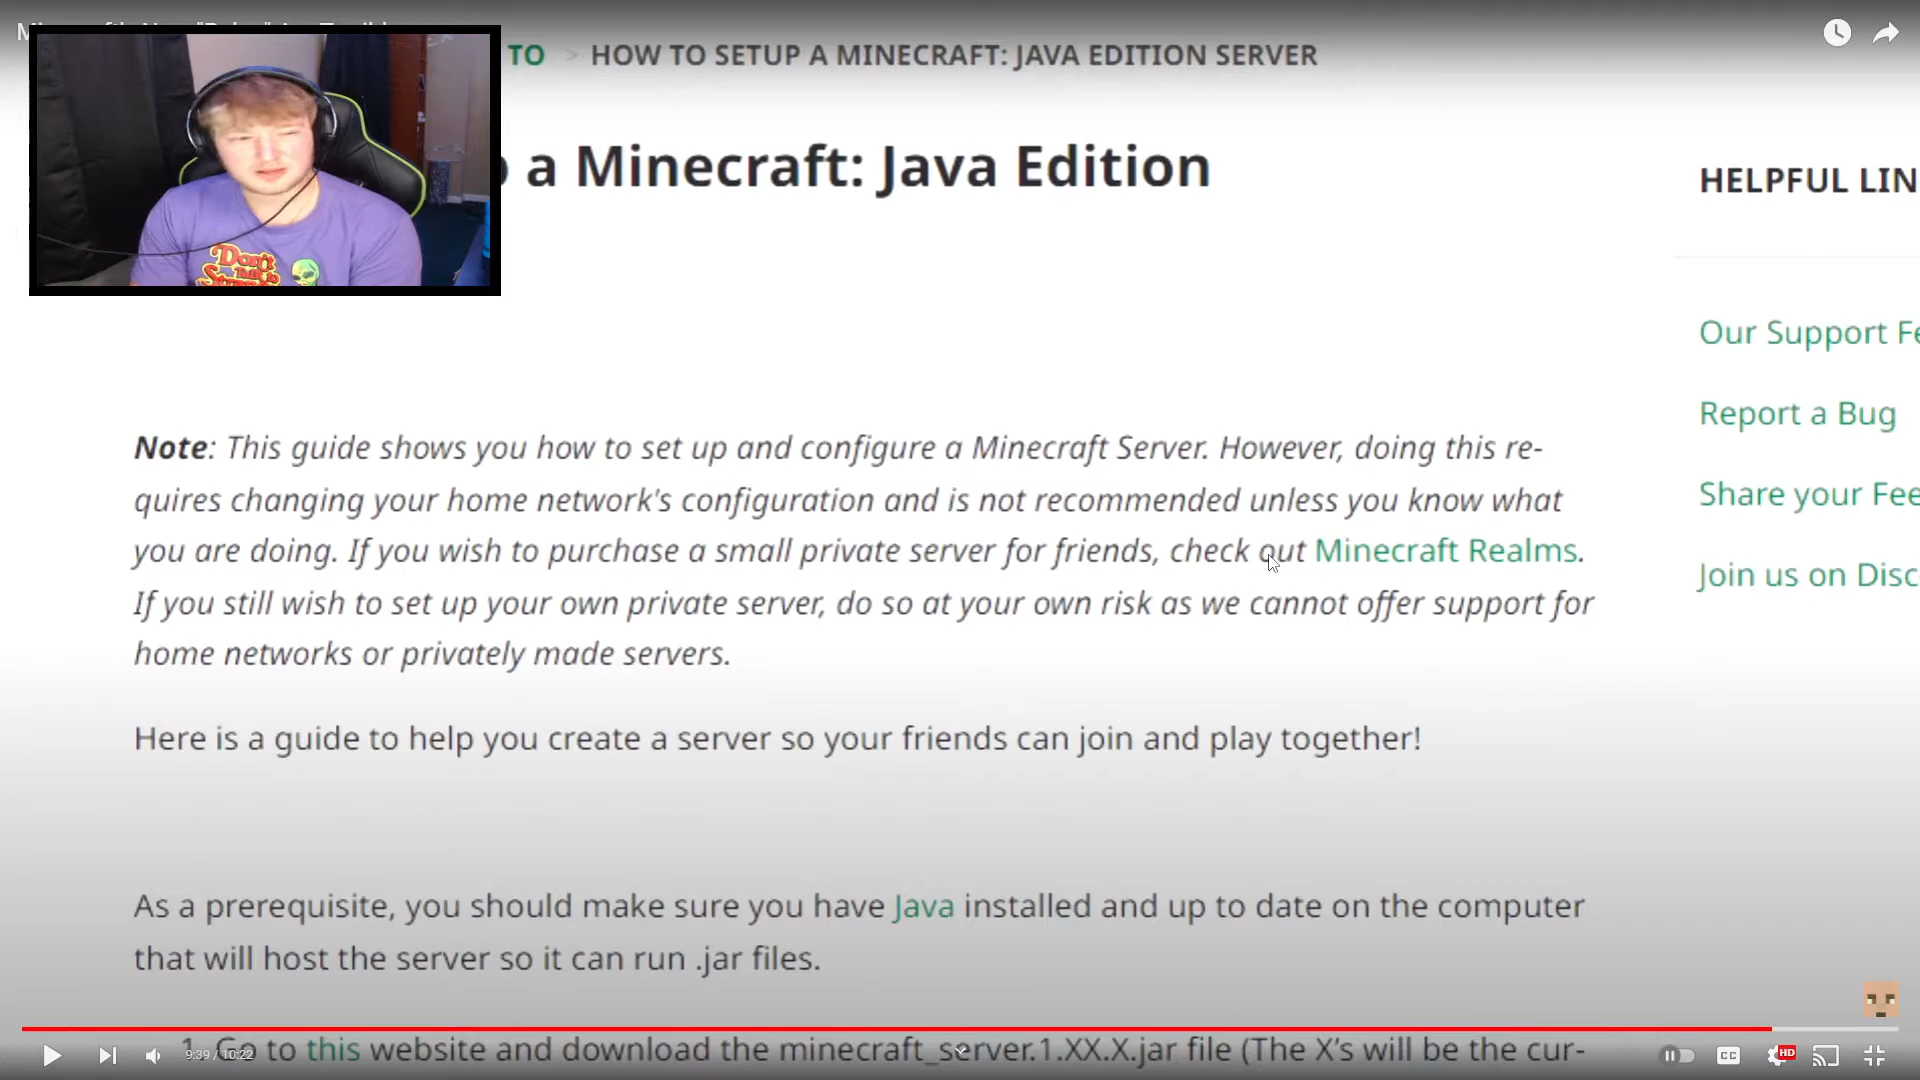 TO > HOW TO SETUP A MINECRAFT: JAVA EDITION SERVER
a Minecraft: Java Edition
HELPFUL LIN
Don't
Talk to
Our Support Fe
Report a Bug
Share your Fee
Join us on Disc
Note: This guide shows you how to set up and configure a Minecraft Server. However, doing this re-
quires changing your home network's configuration and is not recommended unless you know what
you are doing. If you wish to purchase a small private server for friends, check out Minecraft Realms.
If you still wish to set up your own private server, do so at your own risk as we cannot offer support for
home networks or privately made servers.
Here is a guide to help you create a server so your friends can join and play together!
As a prerequisite, you should make sure you have Java installed and up to date on the computer
that will host the server so it can run .jar files.
1. Go to this website and download the minecraft_server.1.XX.X.jar file (The X's will be the cur-
9:39 / 10:22
CC
HD